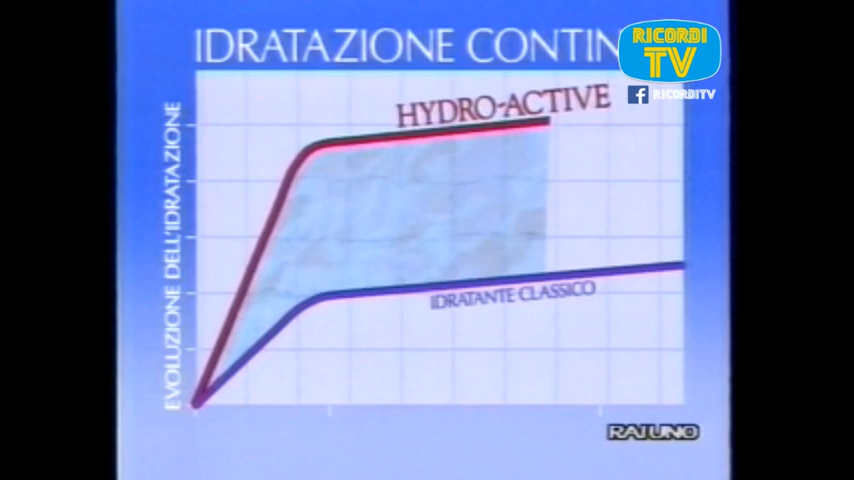 IDRATAZIONE CONTIN
RICORDI
TV
RICORDITV
HYDRO-ACTIVE
EVOLUZIONE DELL'IDRATAZIONE
IDRATANTE CLASSICO
RAI UNO